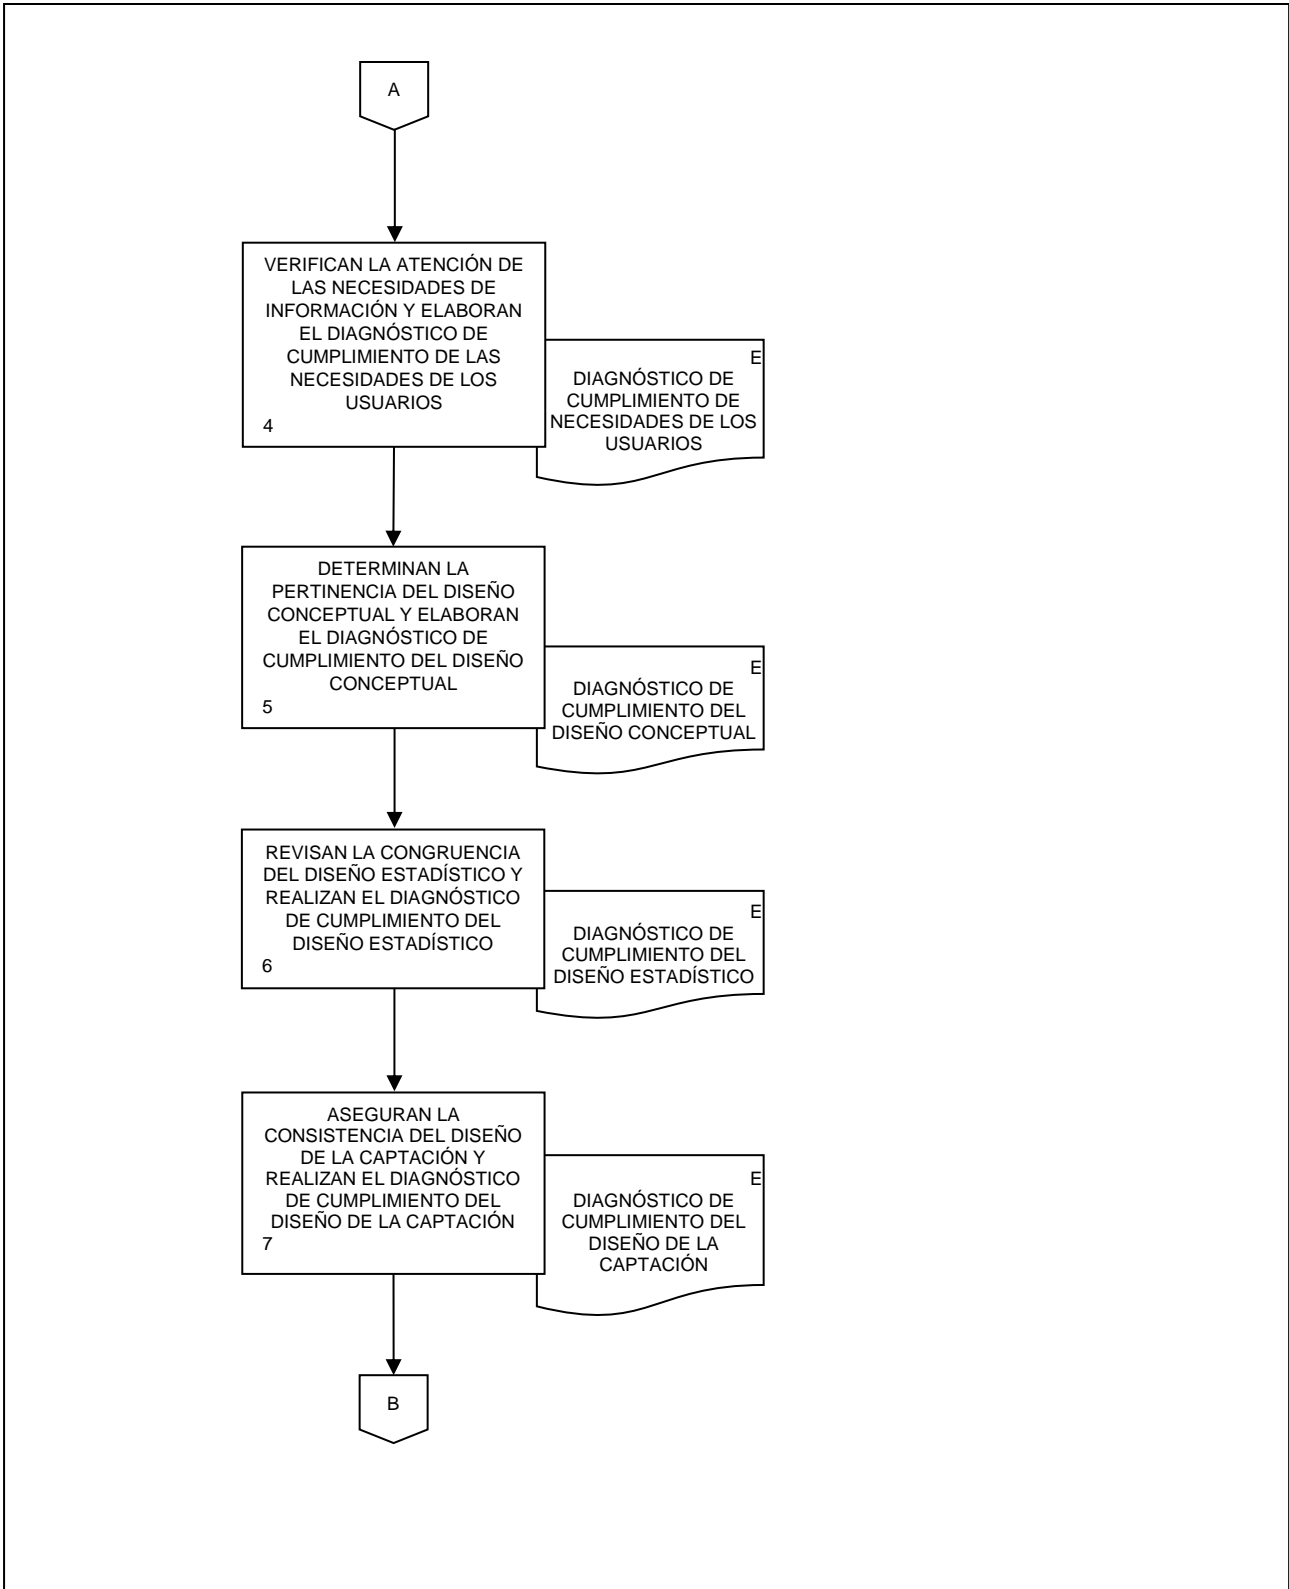 A
VERIFICAN LA ATENCIÓN DE
LAS NECESIDADES DE
INFORMACIÓN Y ELABORAN
EL DIAGNÓSTICO DE
CUMPLIMIENTO DE LAS
NECESIDADES DE LOS
USUARIOS
4
E
DIAGNÓSTICO DE
CUMPLIMIENTO DE
NECESIDADES DE LOS
USUARIOS
DETERMINAN LA
PERTINENCIA DEL DISEÑO
CONCEPTUAL Y ELABORAN
EL DIAGNÓSTICO DE
CUMPLIMIENTO DEL DISEÑO
CONCEPTUAL
5
E
DIAGNÓSTICO DE
CUMPLIMIENTO DEL
DISEÑO CONCEPTUAL
REVISAN LA CONGRUENCIA
DEL DISEÑO ESTADÍSTICO Y
REALIZAN EL DIAGNÓSTICO
DE CUMPLIMIENTO DEL
DISEÑO ESTADÍSTICO
6
E
DIAGNÓSTICO DE
CUMPLIMIENTO DEL
DISEÑO ESTADÍSTICO
ASEGURAN LA
CONSISTENCIA DEL DISEÑO
DE LA CAPTACIÓN Y
REALIZAN EL DIAGNÓSTICO
DE CUMPLIMIENTO DEL
DISEÑO DE LA CAPTACIÓN
7
E
DIAGNÓSTICO DE
CUMPLIMIENTO DEL
DISEÑO DE LA
CAPTACIÓN
B